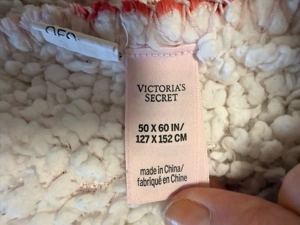 VICTORIA'S
SECRET
50 X 60 IN/
127 X 152 CM
made in China/
fabriqué en Chine